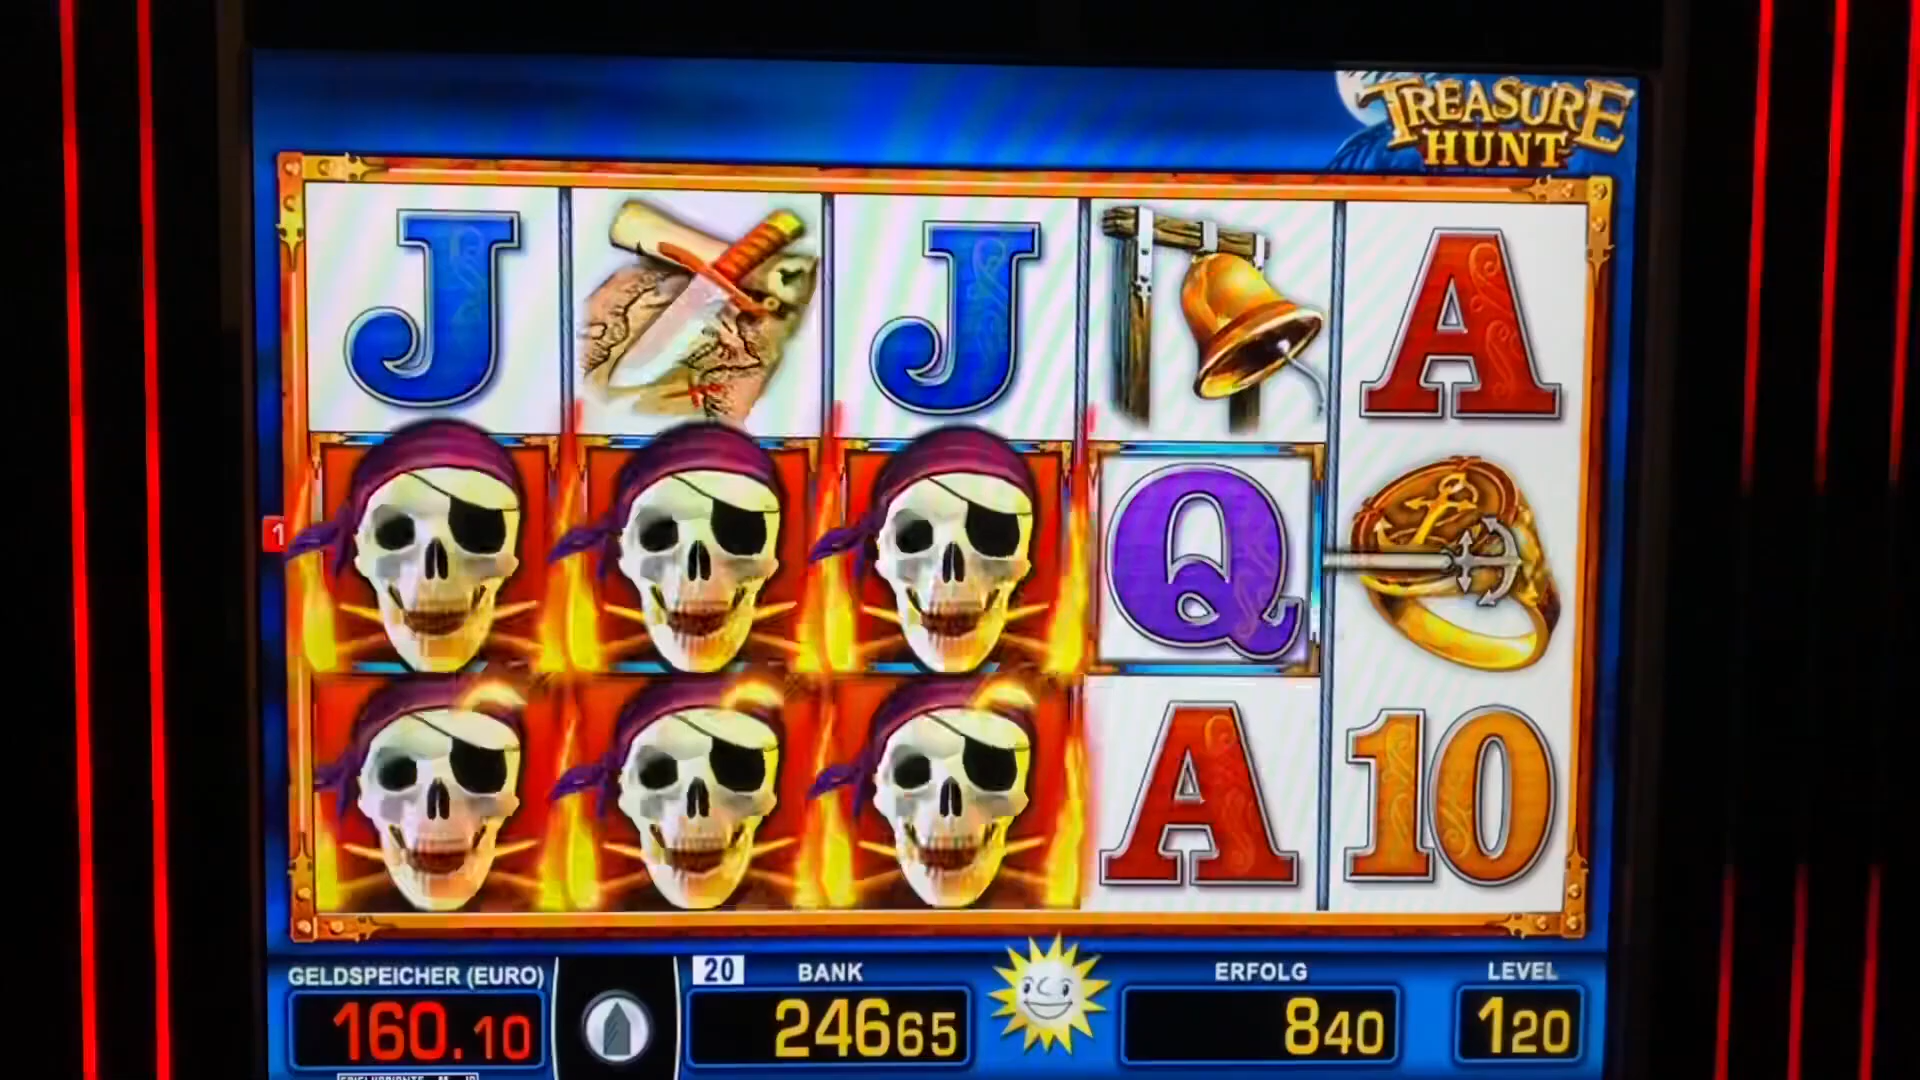 TREASURE
HUNT
J J A
1
Q
A 10
GELDSPEICHER (EURO) 20 BANK ERFOLG LEVEL
160.10 24665 840 120